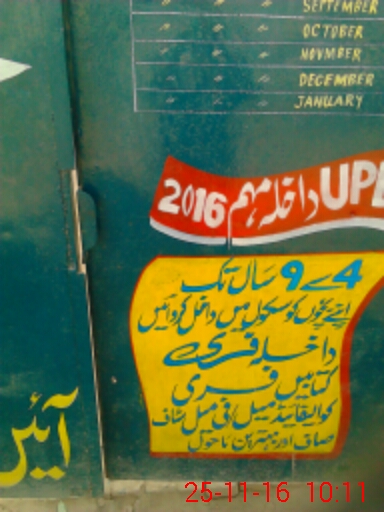 SEPTEMBER
OCTOBER
NOVMBER
DECEMBER
JANUARY
UPE داخلہ مہم 2016
4 سے 9 سال تک
اپنے بچوں کو سکول میں داخل کروائیں
داخلہ فری
کتابیں فری
کوالیفائیڈ میل / فی میل سٹاف
صاف اور بہترین ماحول
آئیں
25-11-16 10:11